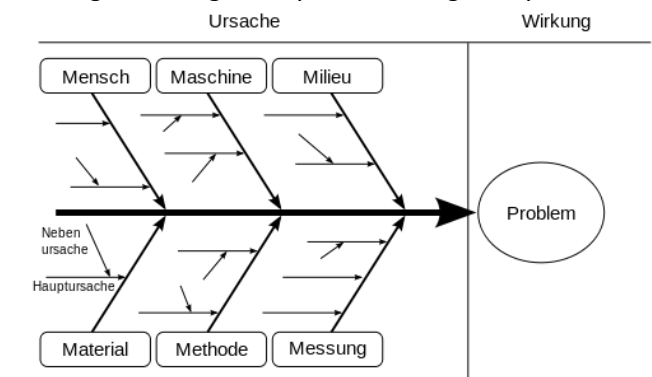 Ursache
Wirkung
Mensch
Maschine
Milieu
Problem
Neben
ursache
Hauptursache
Material
Methode
Messung